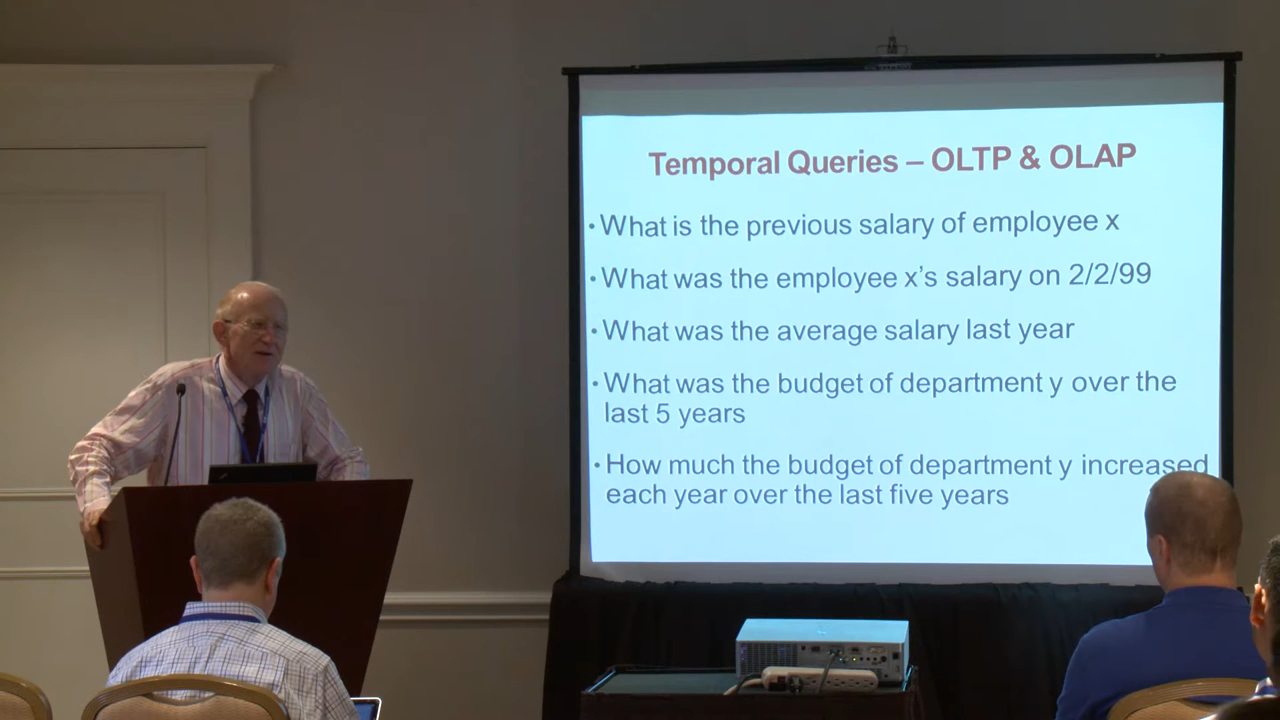 Temporal Queries – OLTP & OLAP
• What is the previous salary of employee x
• What was the employee x’s salary on 2/2/99
• What was the average salary last year
• What was the budget of department y over the
last 5 years
• How much the budget of department y increased
each year over the last five years